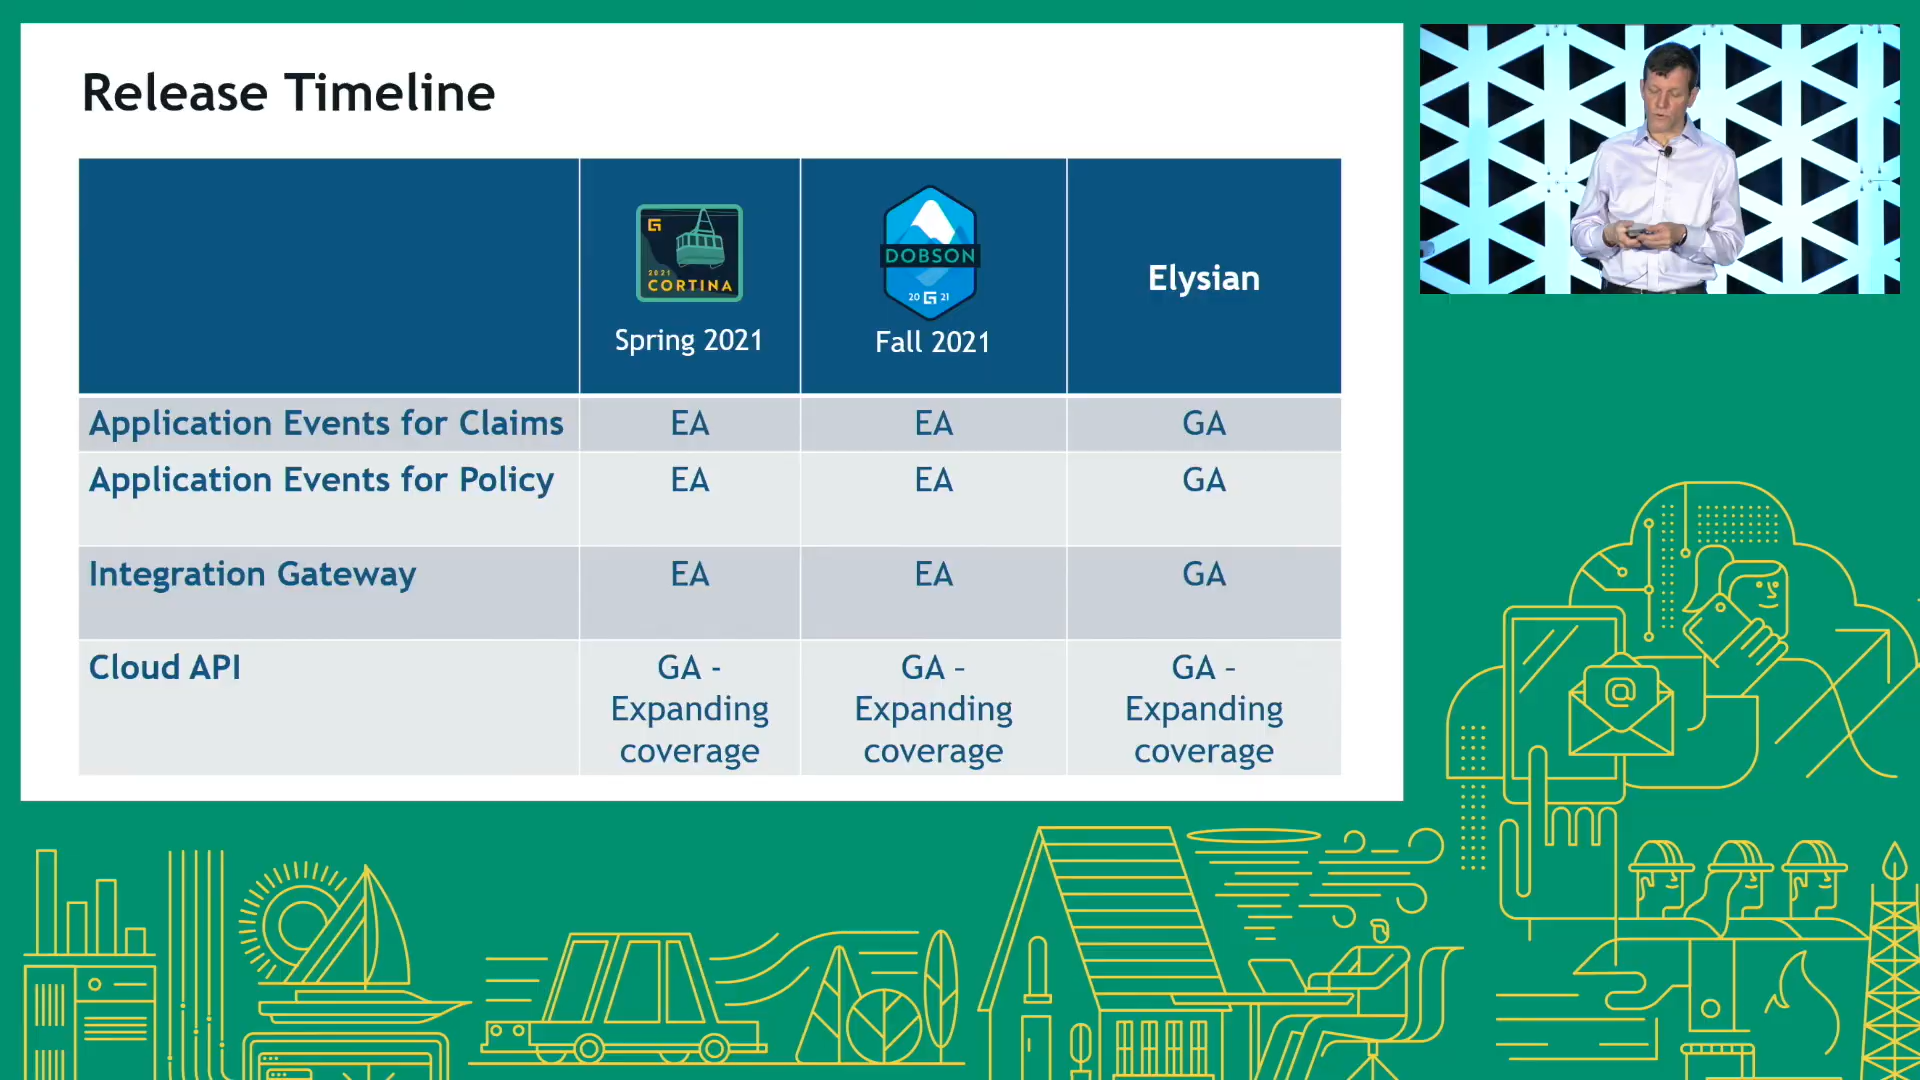 Release Timeline
2021
CORTINA
Spring 2021
DOBSON
20 21
Fall 2021
Elysian
Application Events for Claims EA EA GA
Application Events for Policy EA EA GA
Integration Gateway EA EA GA
Cloud API GA - GA – GA –
Expanding Expanding Expanding
coverage coverage coverage
@